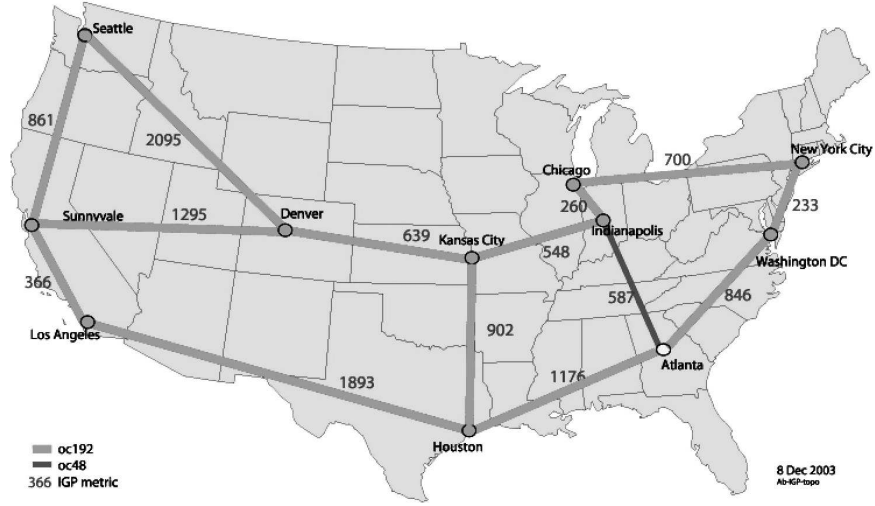 Seattle
861
2095
New York City
700
Chicago
260
233
Sunnyvale
1295
Denver
639
Kansas City
548
Indianapolis
Washington DC
366
587
846
Los Angeles
902
Atlanta
1893
1176
Houston
oc192
oc48
366 IGP metric
8 Dec 2003
Ab-IGP-topo